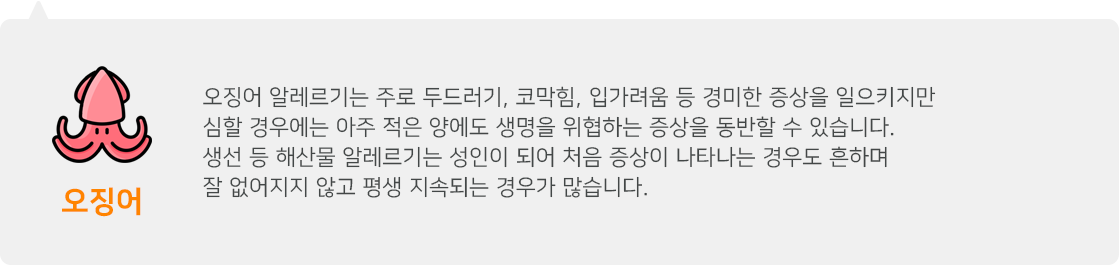 오징어 알레르기는 주로 두드러기, 코막힘, 입가려움 등 경미한 증상을 일으키지만
심할 경우에는 아주 적은 양에도 생명을 위협하는 증상을 동반할 수 있습니다.
생선 등 해산물 알레르기는 성인이 되어 처음 증상이 나타나는 경우도 흔하며
잘 없어지지 않고 평생 지속되는 경우가 많습니다.
오징어